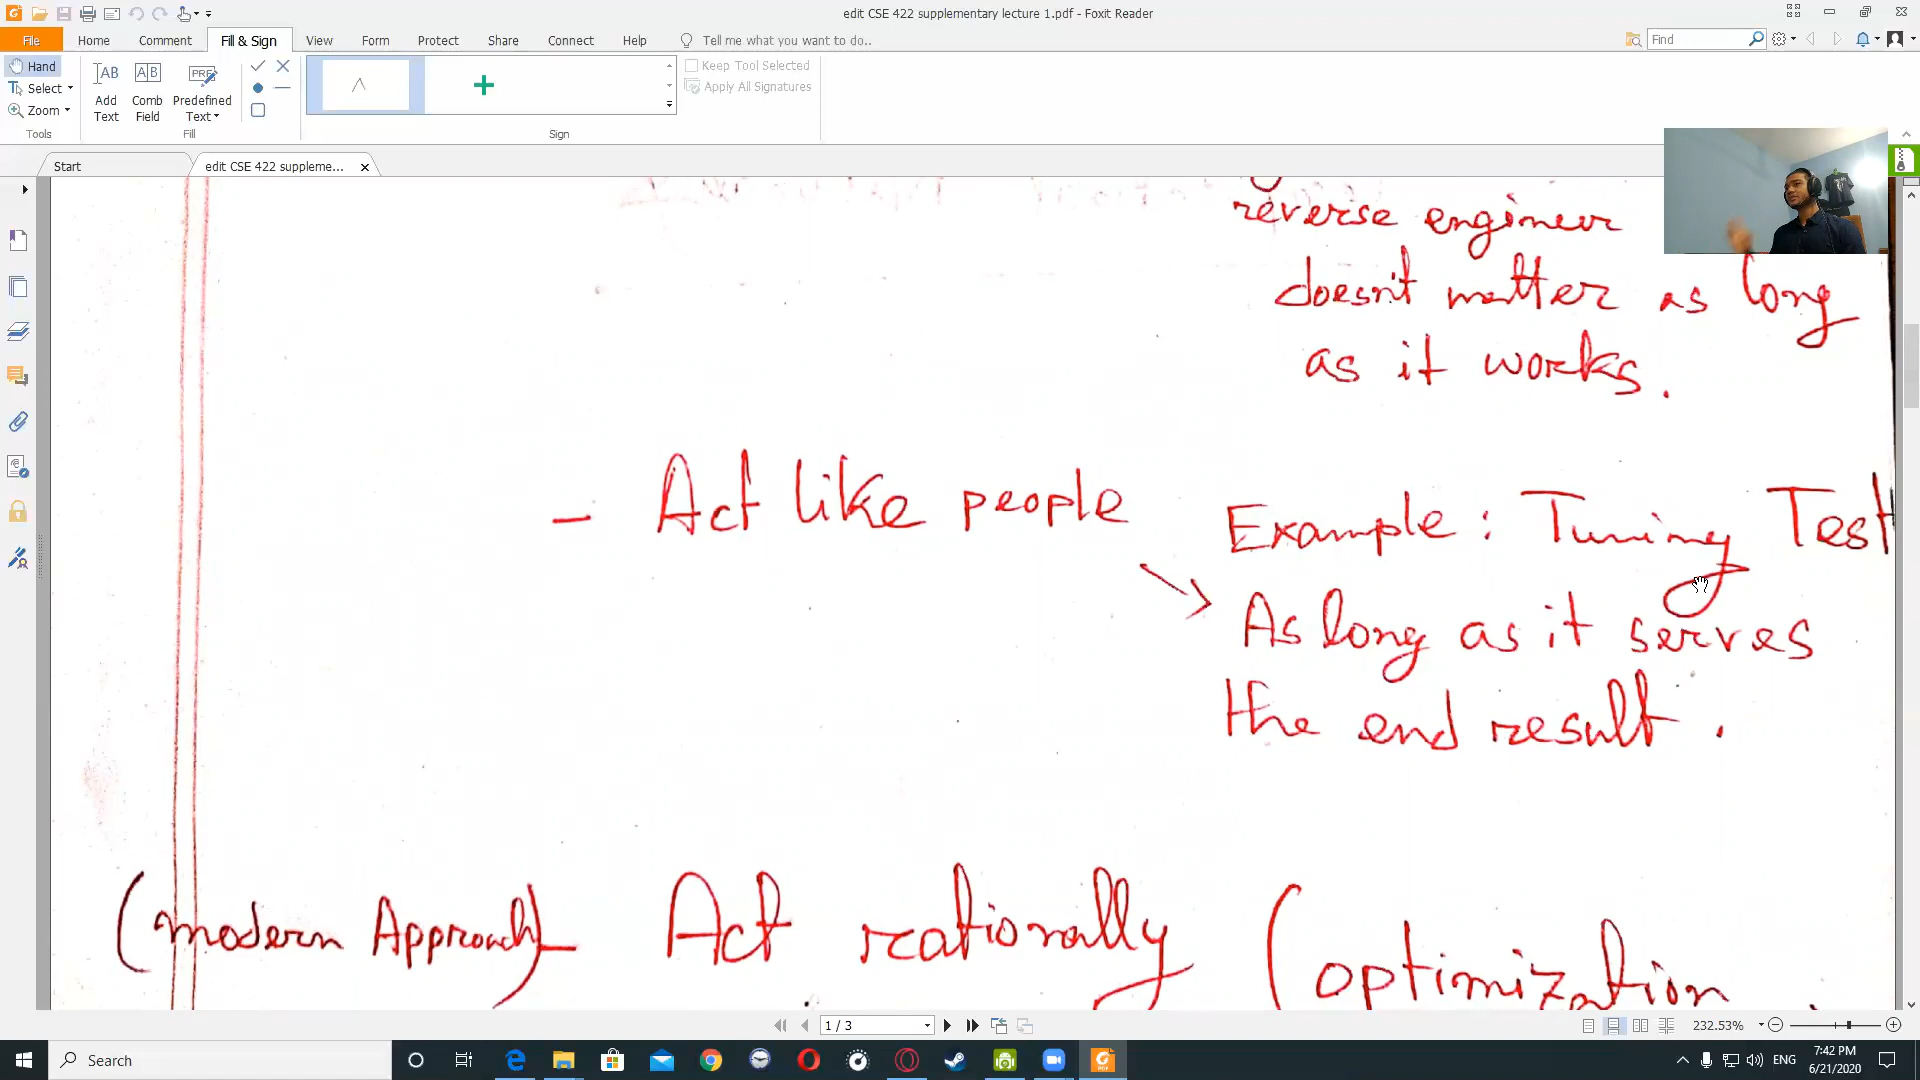 edit CSE 422 supplementary lecture 1.pdf - Foxit Reader
File Home Comment Fill & Sign View Form Protect Share Connect Help Tell me what you want to do.. Find
Hand
Select
Zoom
Tools
Add Text
Comb Field
Predefined Text
Fill
Sign
Keep Tool Selected
Apply All Signatures
Start
edit CSE 422 uppleme...
reverse engineer
doesn't matter as long
as it works.
- Act like people
Example: Turing Test
As long as it serves
the end result.
(modern Approach) - Act rationally (optimization
1 / 3
232.53%
Search
ENG
7:42 PM
6/21/2020